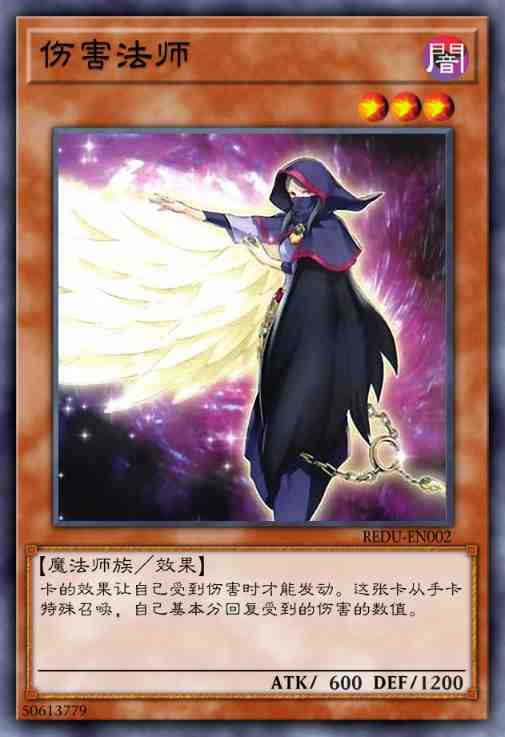 伤害法师
闇
REDU-EN002
【魔法师族／效果】
卡的效果让自己受到伤害时才能发动。这张卡从手卡
特殊召唤，自己基本分回复受到的伤害的数值。
ATK/ 600 DEF/1200
50613779